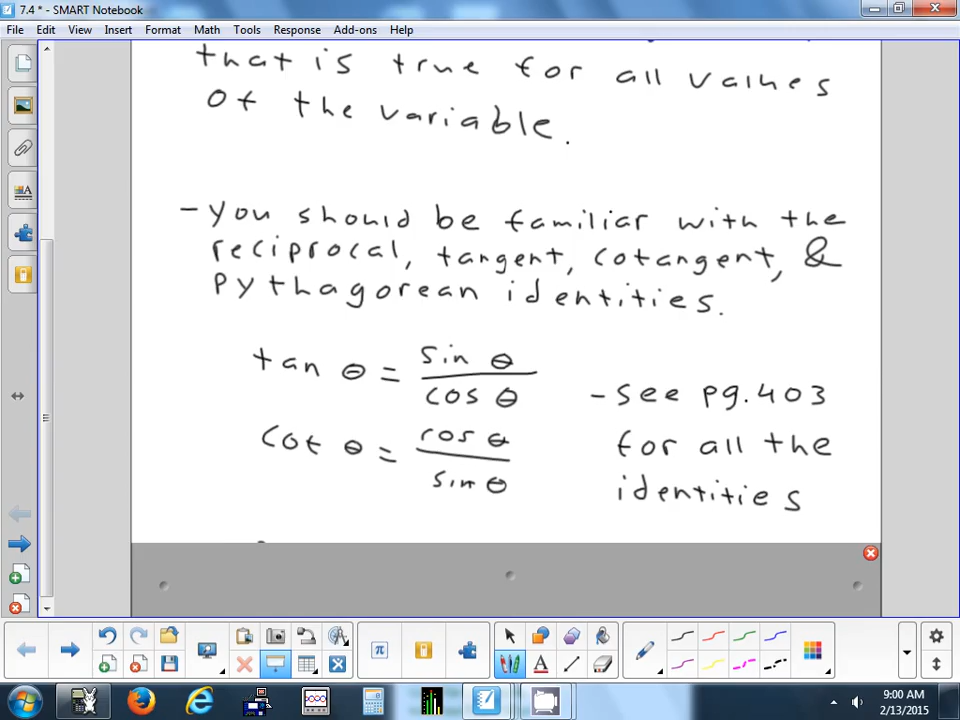 7.4 * - SMART Notebook
File Edit View Insert Format Math Tools Response Add-ons Help
that is true for all values
of the variable.
- you should be familiar with the
reciprocal, tangent, cotangent, &
Pythagorean identities.
tan θ = sin θ / cos θ
cot θ = cos θ / sin θ
- see pg. 403
for all the
identities
9:00 AM
2/13/2015